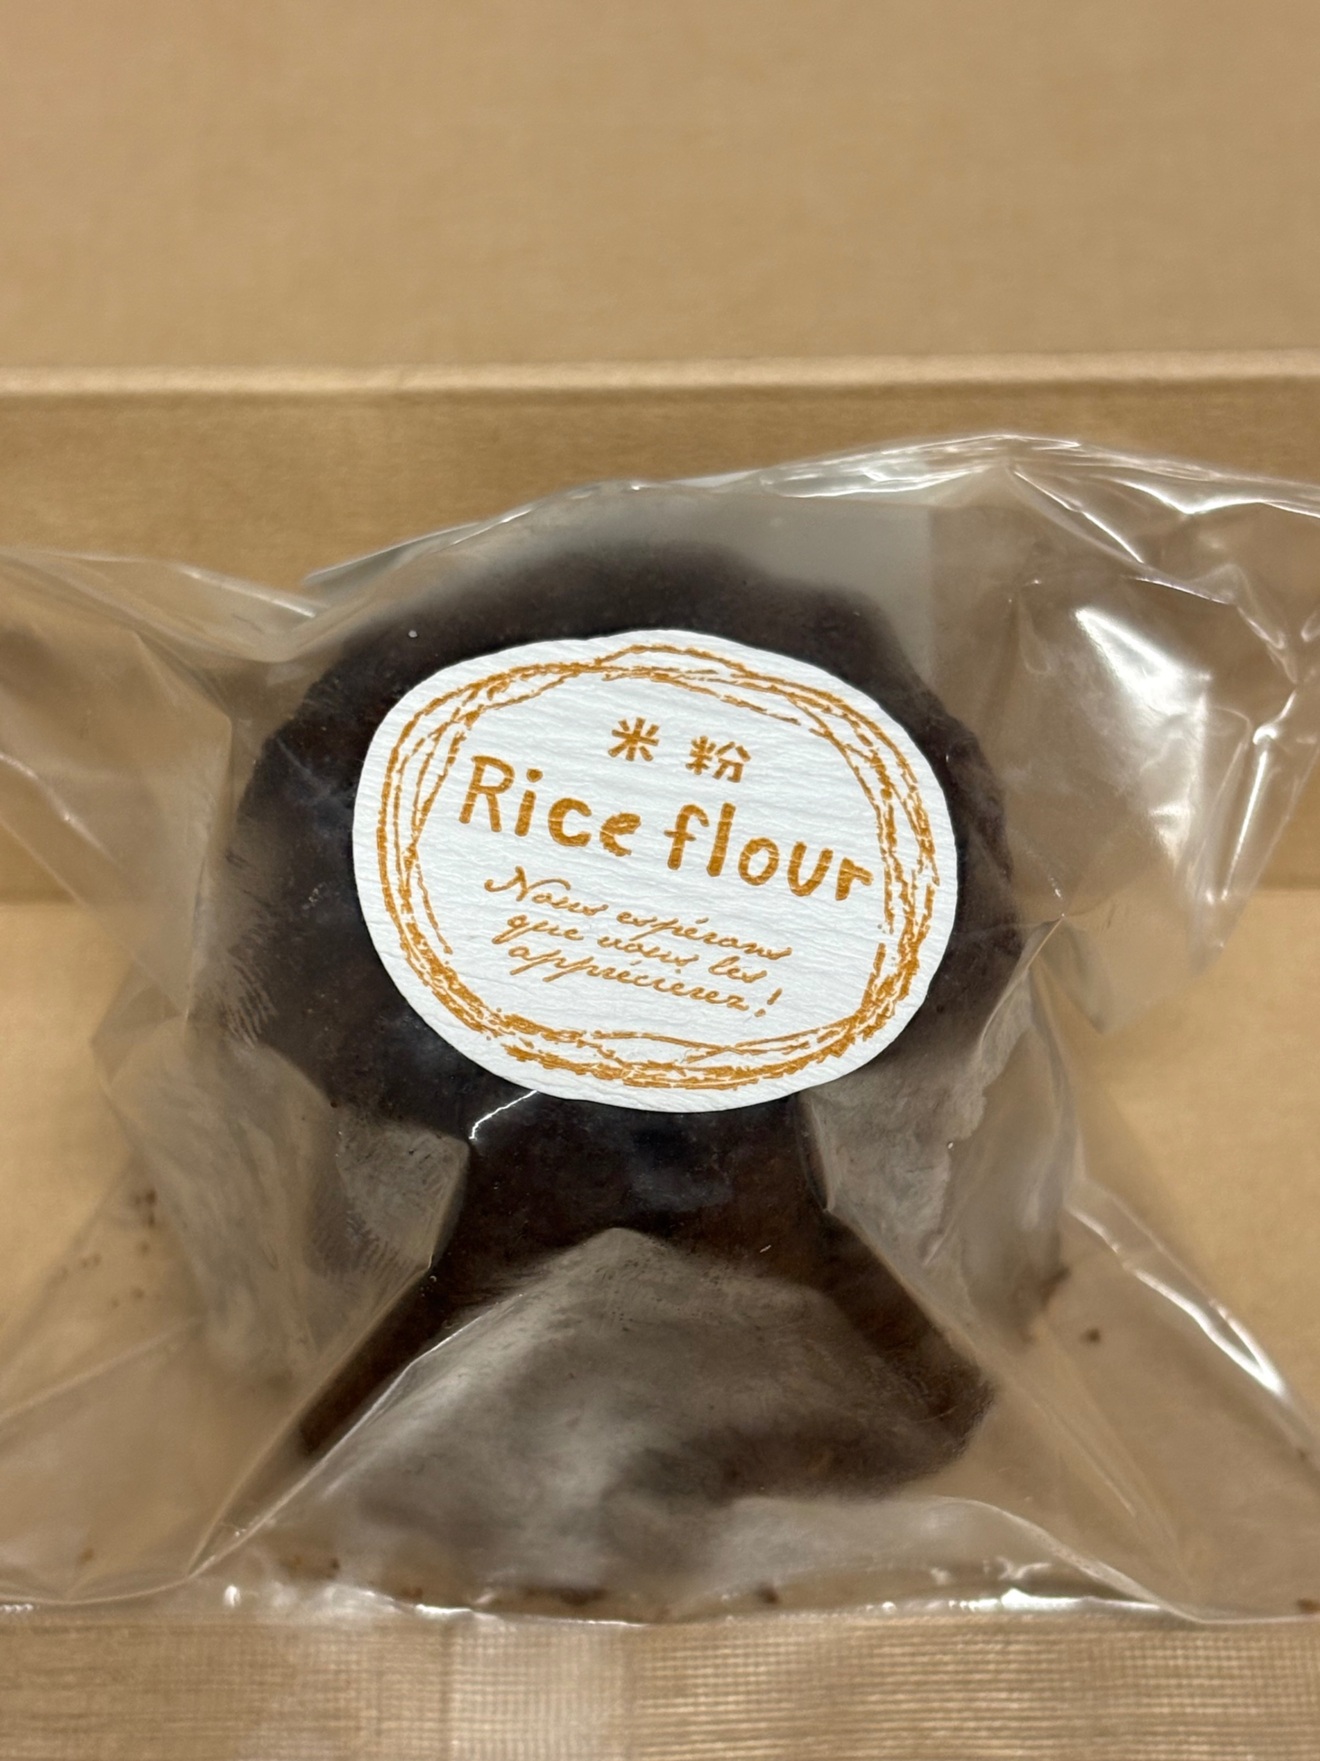 米粉
Rice flour
Nous espérons
que vous les
apprécierez!